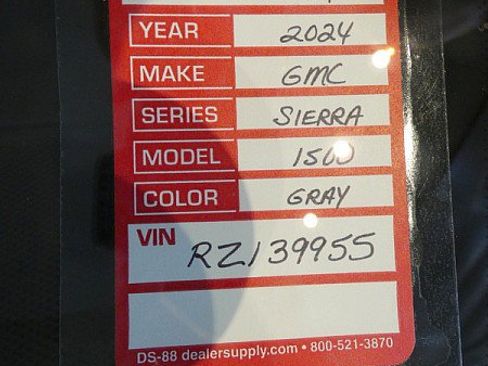 YEAR 2024
MAKE GMC
SERIES SIERRA
MODEL 1500
COLOR GRAY
VIN RZ139955
DS-88 dealersupply.com • 800-521-3870